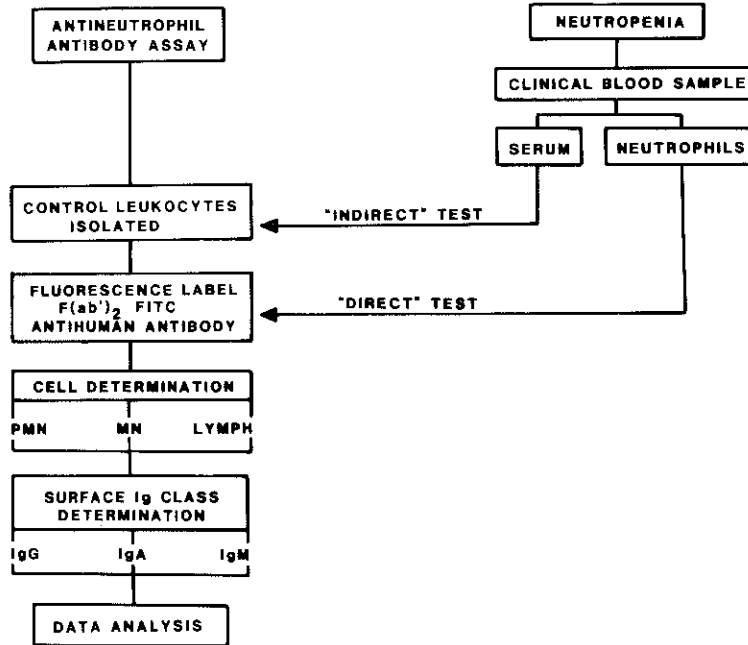 ANTINEUTROPHIL
ANTIBODY ASSAY
NEUTROPENIA
CLINICAL BLOOD SAMPLE
SERUM
NEUTROPHILS
CONTROL LEUKOCYTES
ISOLATED
"INDIRECT" TEST
FLUORESCENCE LABEL
F(ab')2 FITC
ANTIHUMAN ANTIBODY
"DIRECT" TEST
CELL DETERMINATION
PMN MN LYMPH
SURFACE Ig CLASS
DETERMINATION
IgG IgA IgM
DATA ANALYSIS